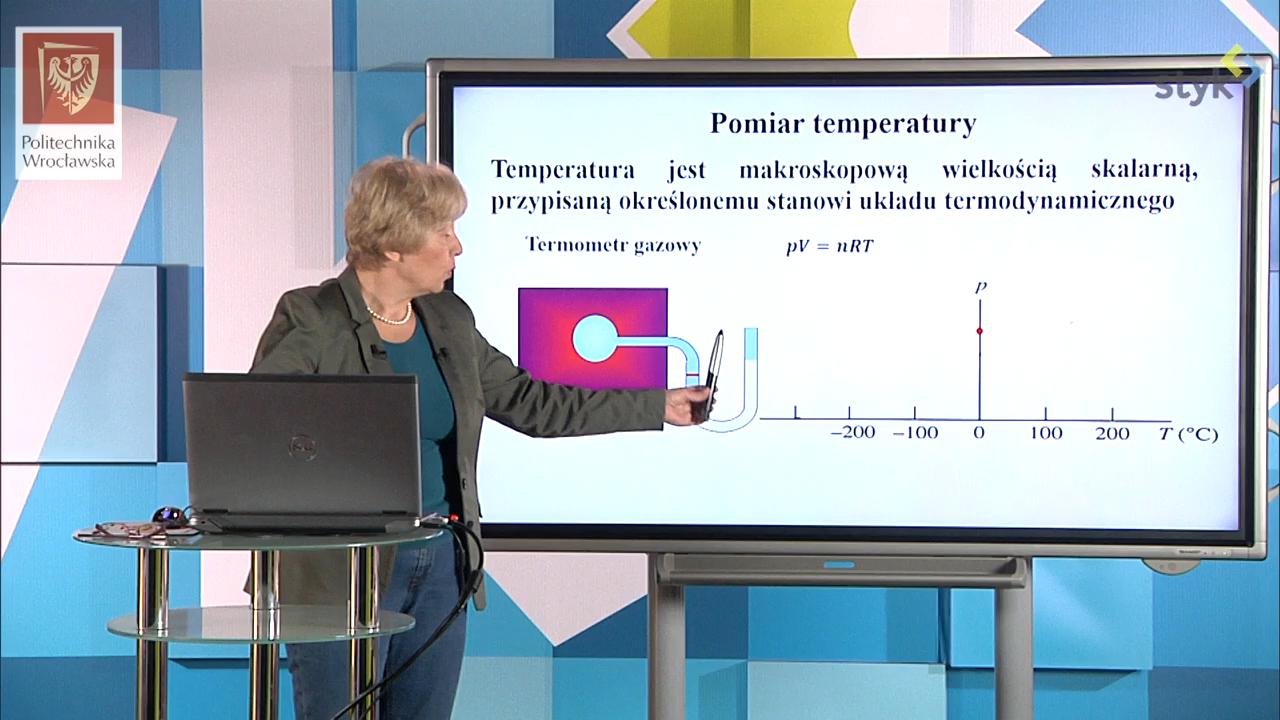 Politechnika
Wrocławska
styk
Pomiar temperatury
Temperatura jest makroskopową wielkością skalarną,
przypisaną określonemu stanowi układu termodynamicznego
Termometr gazowy
pV = nRT
p
−200 −100 0 100 200 T (°C)